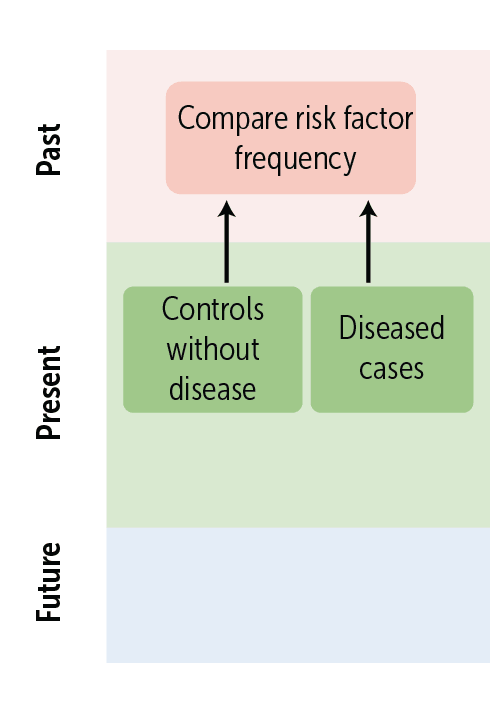 Past
Compare risk factor
frequency
Present
Controls
without
disease
Diseased
cases
Future